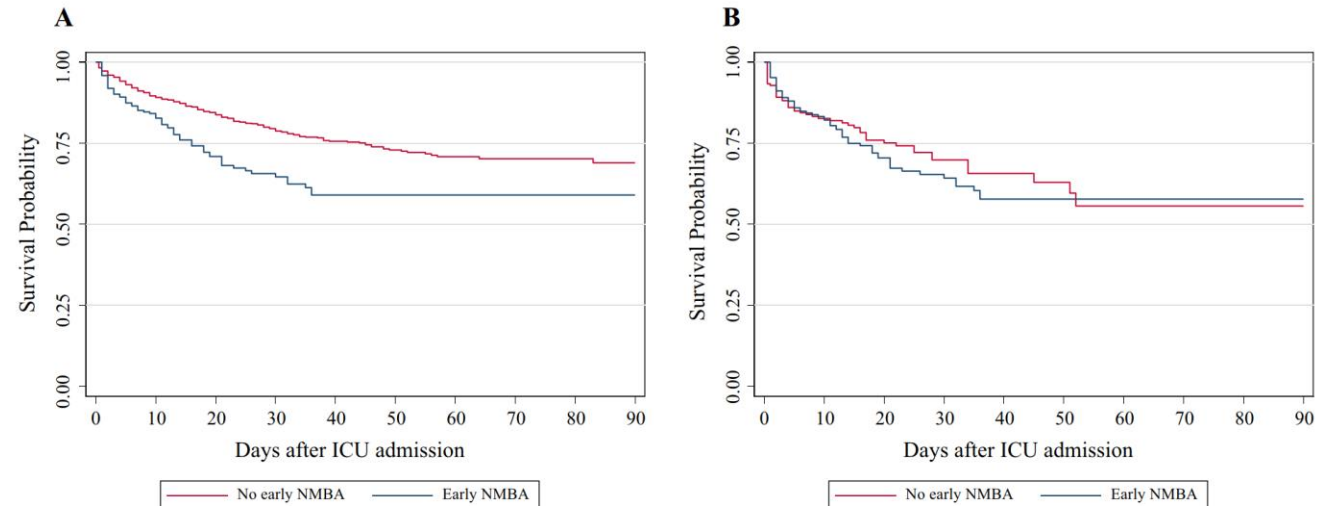 A
Survival Probability
1.00
0.75
0.50
0.25
0.00
0 10 20 30 40 50 60 70 80 90
Days after ICU admission
No early NMBA Early NMBA
B
Survival Probability
1.00
0.75
0.50
0.25
0.00
0 10 20 30 40 50 60 70 80 90
Days after ICU admission
No early NMBA Early NMBA